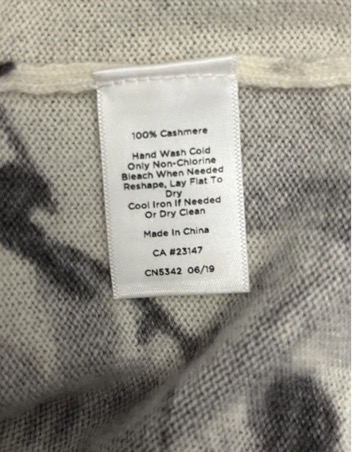 100% Cashmere
Hand Wash Cold
Only Non-Chlorine
Bleach When Needed
Reshape, Lay Flat To
Dry
Cool Iron If Needed
Or Dry Clean
Made In China
CA #23147
CN5342 06/19